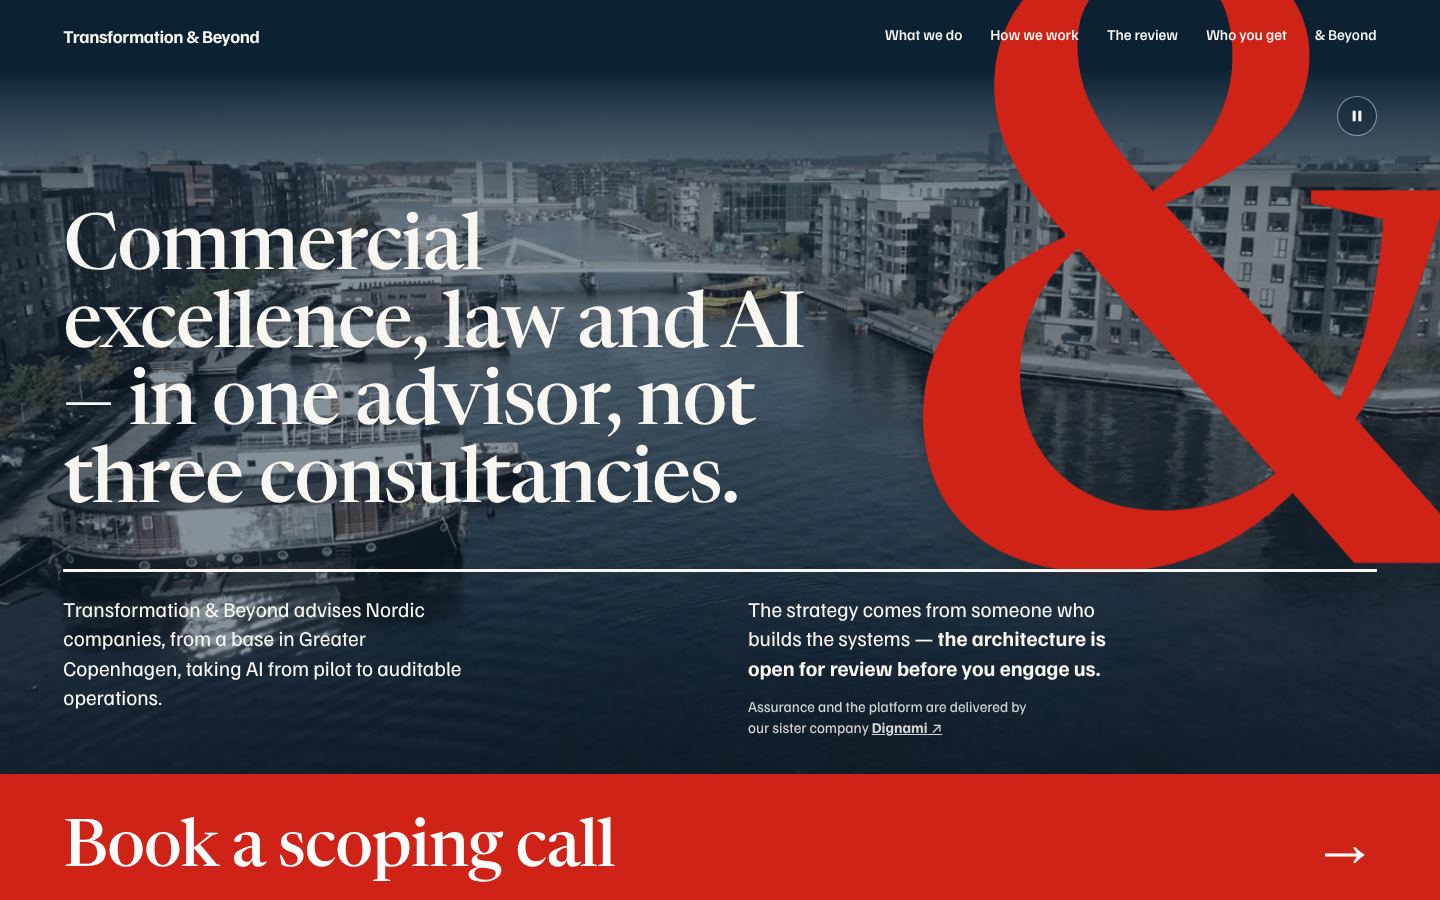 Transformation & Beyond
What we do
How we work
The review
Who you get
& Beyond
&
Commercial
excellence, law and AI
— in one advisor, not
three consultancies.
Transformation & Beyond advises Nordic
companies, from a base in Greater
Copenhagen, taking AI from pilot to auditable
operations.
The strategy comes from someone who
builds the systems — the architecture is
open for review before you engage us.
Assurance and the platform are delivered by
our sister company Dignami ↗
Book a scoping call →